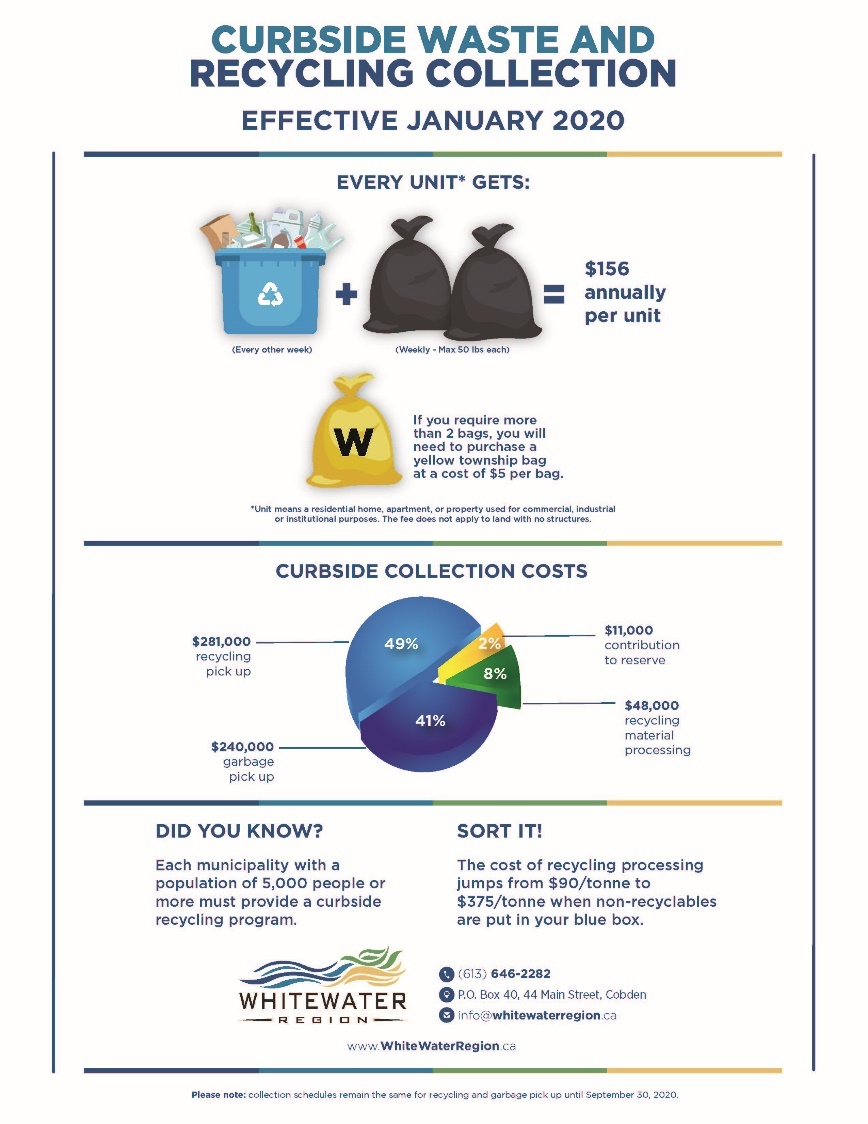 CURBSIDE WASTE AND
RECYCLING COLLECTION
EFFECTIVE JANUARY 2020
EVERY UNIT* GETS:
$156
annually
per unit
(Every other week)
(Weekly - Max 50 lbs each)
W
If you require more
than 2 bags, you will
need to purchase a
yellow township bag
at a cost of $5 per bag.
*Unit means a residential home, apartment, or property used for commercial, industrial
or institutional purposes. The fee does not apply to land with no structures.
CURBSIDE COLLECTION COSTS
$281,000
recycling
pick up
49%
2%
$11,000
contribution
to reserve
8%
$48,000
recycling
material
processing
41%
$240,000
garbage
pick up
DID YOU KNOW?
Each municipality with a
population of 5,000 people or
more must provide a curbside
recycling program.
SORT IT!
The cost of recycling processing
jumps from $90/tonne to
$375/tonne when non-recyclables
are put in your blue box.
WHITEWATER
REGION
(613) 646-2282
P.O. Box 40, 44 Main Street, Cobden
info@whitewaterregion.ca
www.WhiteWaterRegion.ca
Please note: collection schedules remain the same for recycling and garbage pick up until September 30, 2020.